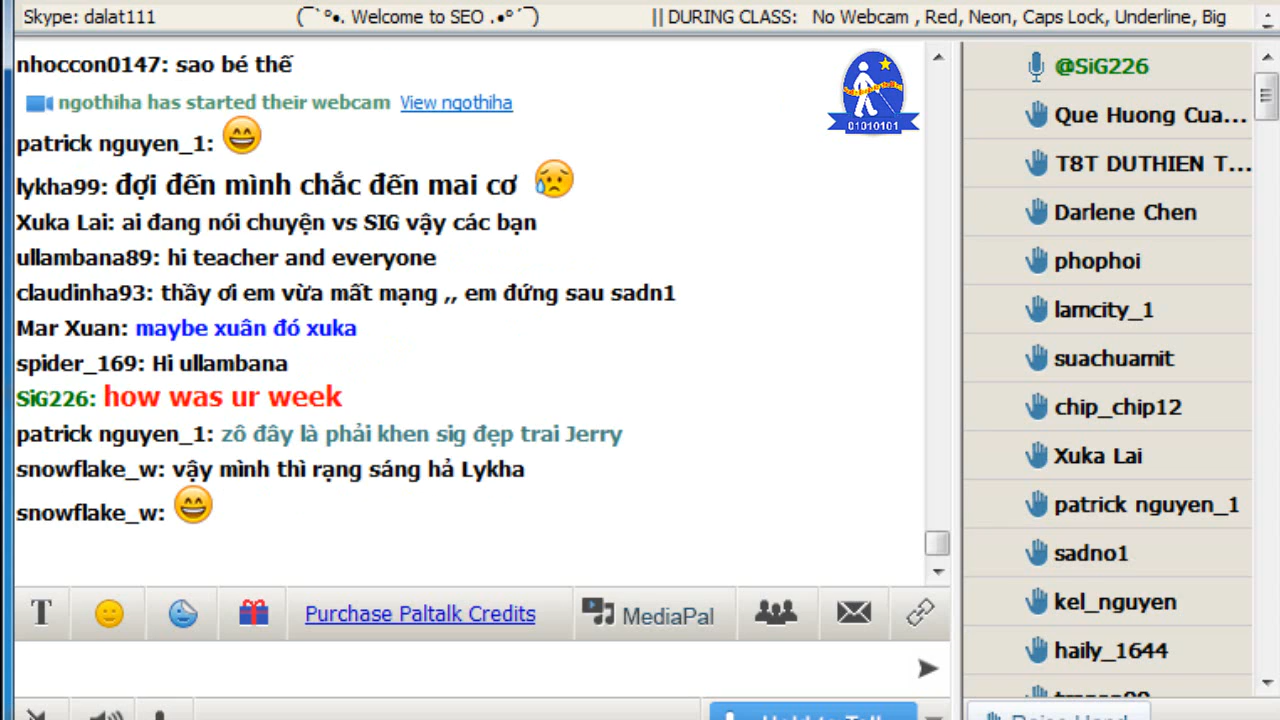 Skype: dalat111 (¯`°•. Welcome to SEO .•°´¯) || DURING CLASS: No Webcam , Red, Neon, Caps Lock, Underline, Big
nhoccon0147: sao bé thế
ngothiha has started their webcam View ngothiha
patrick nguyen_1:
lykha99: đợi đến mình chắc đến mai cơ
Xuka Lai: ai đang nói chuyện vs SIG vậy các bạn
ullambana89: hi teacher and everyone
claudinha93: thầy ơi em vừa mất mạng ,, em đứng sau sadn1
Mar Xuan: maybe xuân đó xuka
spider_169: Hi ullambana
SiG226: how was ur week
patrick nguyen_1: zô đây là phải khen sig đẹp trai Jerry
snowflake_w: vậy mình thì rạng sáng hả Lykha
snowflake_w:
01010101
@SiG226
Que Huong Cua...
T8T DUTHIEN T...
Darlene Chen
phophoi
lamcity_1
suachuamit
chip_chip12
Xuka Lai
patrick nguyen_1
sadno1
kel_nguyen
haily_1644
T Purchase Paltalk Credits MediaPal